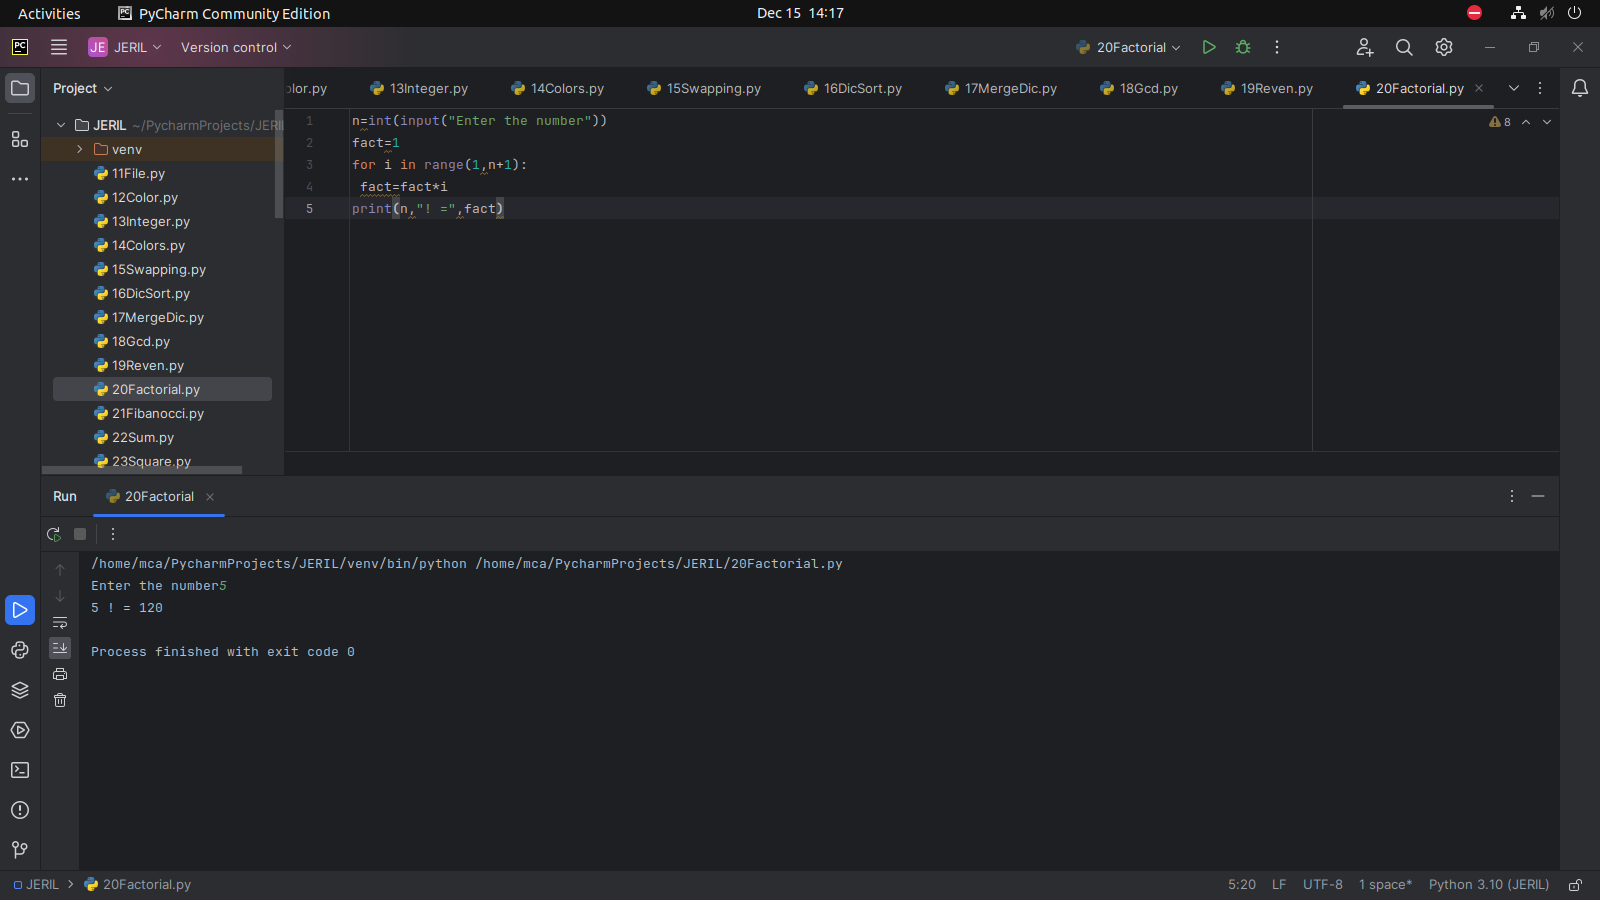 Activities PyCharm Community Edition Dec 15 14:17
PC JE JERIL Version control 20Factorial
Project
olor.py 13Integer.py 14Colors.py 15Swapping.py 16DicSort.py 17MergeDic.py 18Gcd.py 19Reven.py 20Factorial.py
JERIL ~/PycharmProjects/JERIL
venv
11File.py
12Color.py
13Integer.py
14Colors.py
15Swapping.py
16DicSort.py
17MergeDic.py
18Gcd.py
19Reven.py
20Factorial.py
21Fibanocci.py
22Sum.py
23Square.py
1 n=int(input("Enter the number"))
2 fact=1
3 for i in range(1,n+1):
4  fact=fact*i
5 print(n,"! =",fact)
8
Run 20Factorial
/home/mca/PycharmProjects/JERIL/venv/bin/python /home/mca/PycharmProjects/JERIL/20Factorial.py
Enter the number5
5 ! = 120
Process finished with exit code 0
JERIL 20Factorial.py 5:20 LF UTF-8 1 space* Python 3.10 (JERIL)